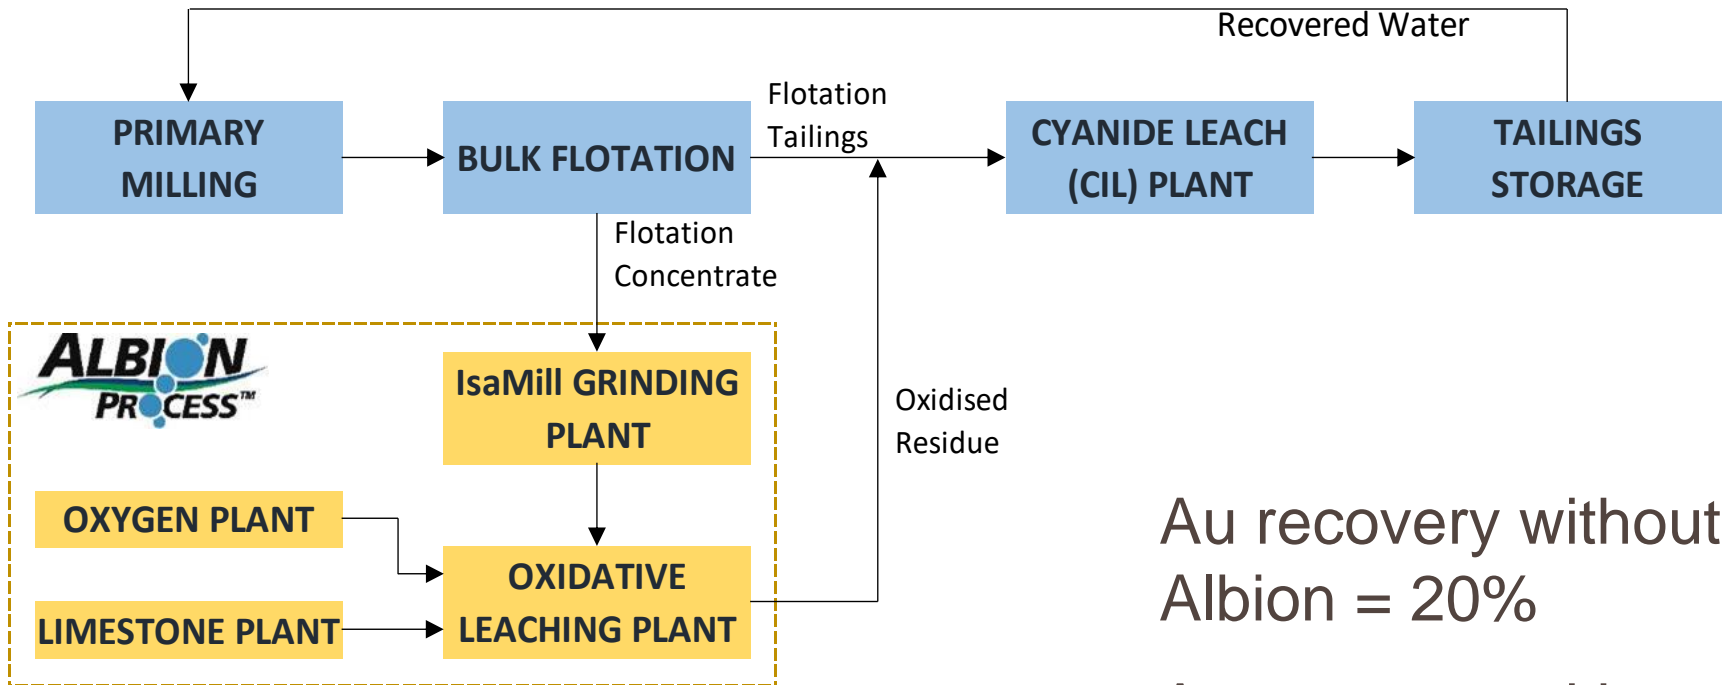 Recovered Water
Flotation
Tailings
PRIMARY
MILLING
BULK FLOTATION
CYANIDE LEACH
(CIL) PLANT
TAILINGS
STORAGE
Flotation
Concentrate
ALBION
PROCESS™
IsaMill GRINDING
PLANT
Oxidised
Residue
OXYGEN PLANT
OXIDATIVE
LEACHING PLANT
LIMESTONE PLANT
Au recovery without
Albion = 20%